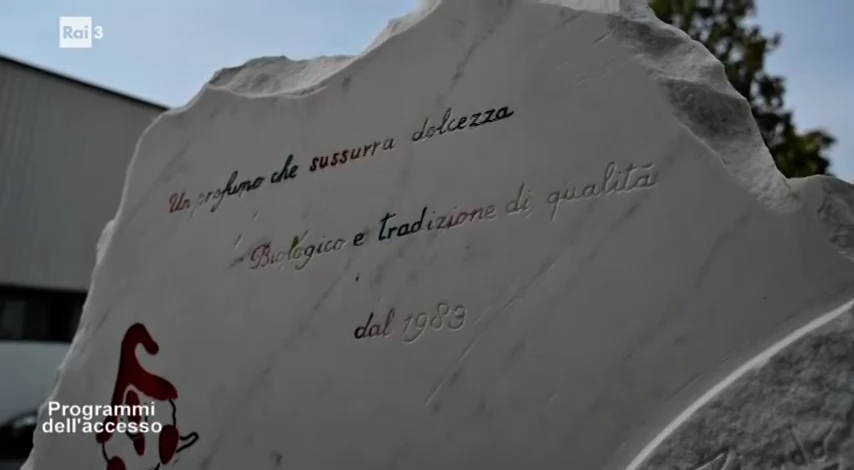 Rai 3
Un profumo che sussurra dolcezza
Biologico e tradizione di qualità
dal 1983
Programmi
dell'accesso